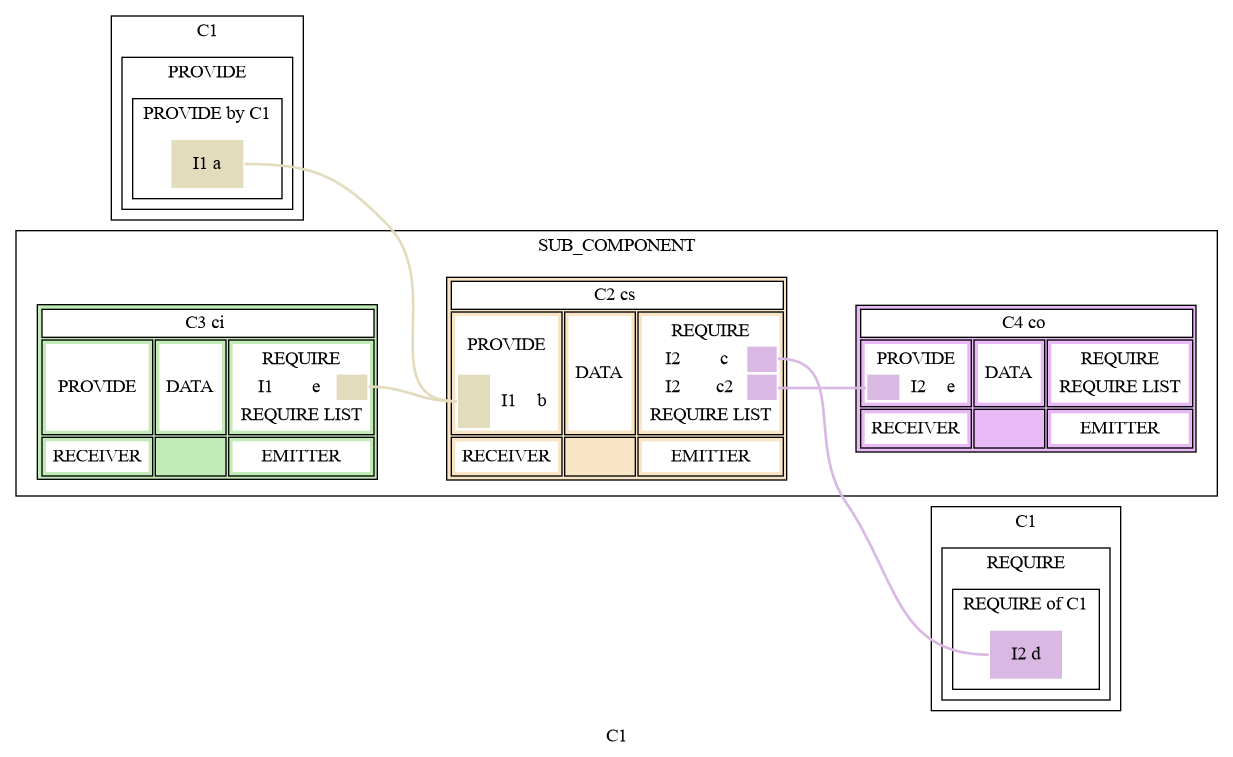 C1
PROVIDE
PROVIDE by C1
I1 a
SUB_COMPONENT
C3 ci
PROVIDE
DATA
REQUIRE
I1 e
REQUIRE LIST
RECEIVER
EMITTER
C2 cs
PROVIDE
I1 b
DATA
REQUIRE
I2 c
I2 c2
REQUIRE LIST
RECEIVER
EMITTER
C4 co
PROVIDE
I2 e
DATA
REQUIRE
REQUIRE LIST
RECEIVER
EMITTER
C1
REQUIRE
REQUIRE of C1
I2 d
C1